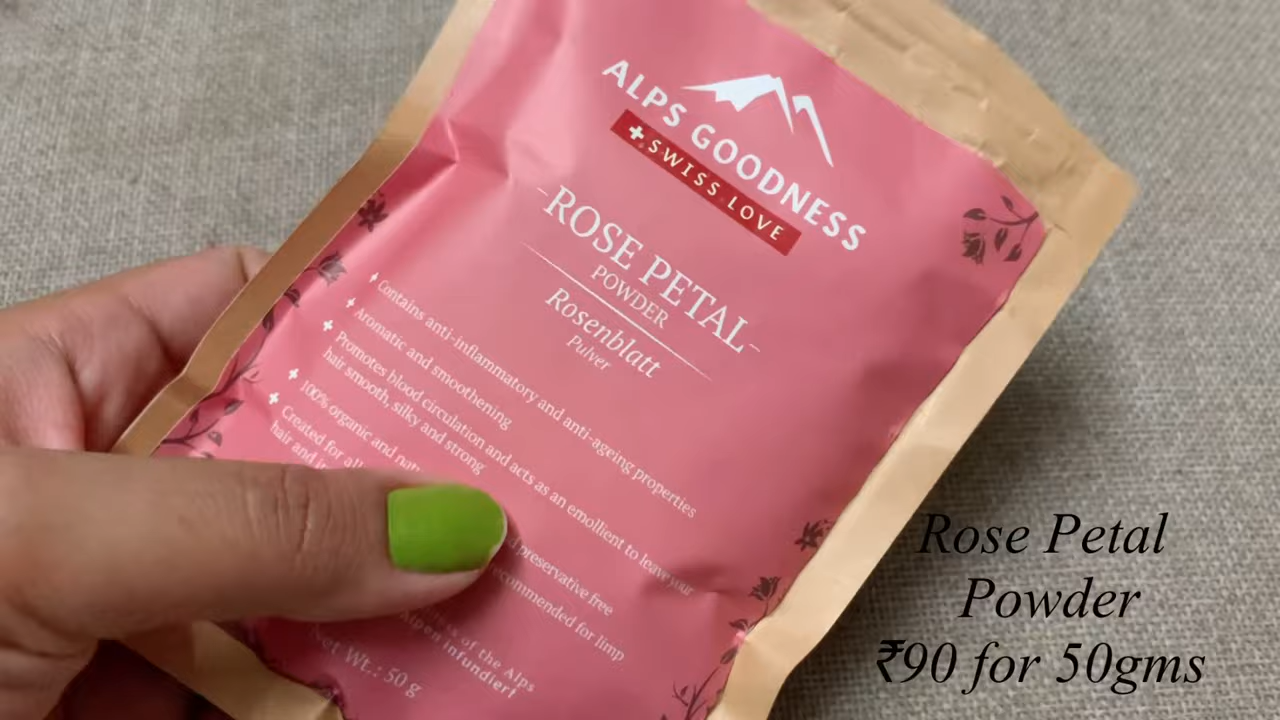 ALPS GOODNESS
SWISS LOVE
-ROSE PETAL-
POWDER
Rosenblatt
Pulver
Contains anti-inflammatory and anti-ageing properties
Aromatic and smoothening
Promotes blood circulation and acts as an emollient to leave your
hair smooth, silky and strong
100% organic and preservative free
Created for all recommended for limp
hair and
of the Alps
Alpen infundiert
Net Wt.: 50 g
Rose Petal
Powder
₹90 for 50gms